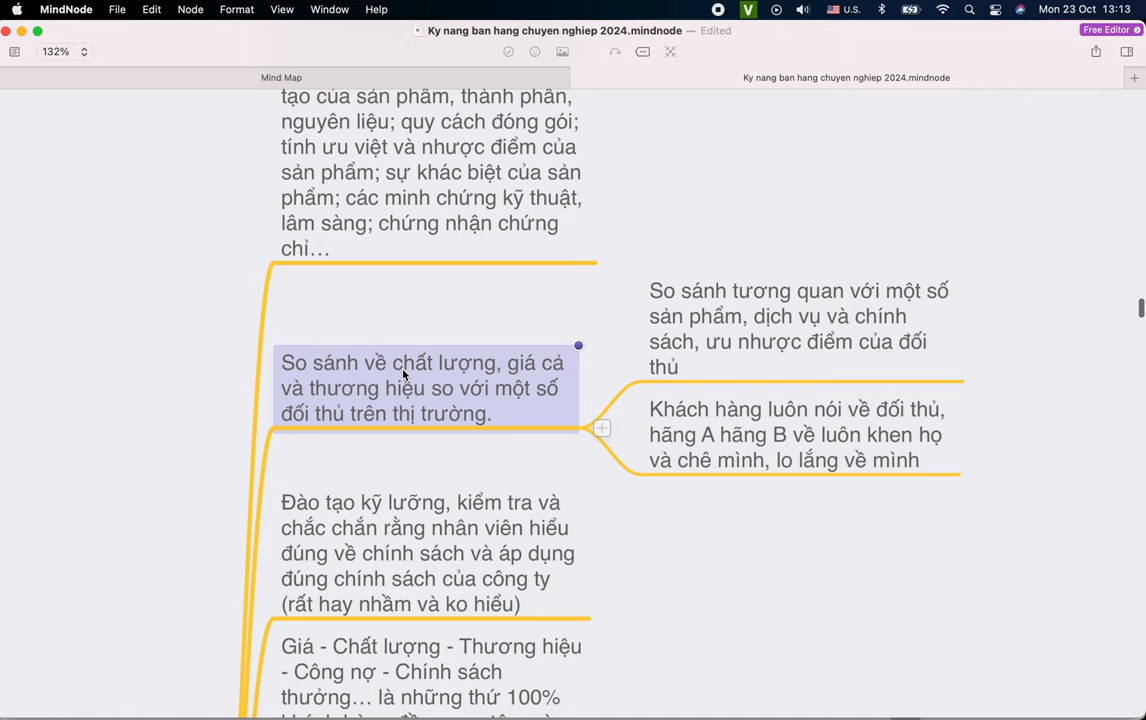 MindNode File Edit Node Format View Window Help
V U.S. Mon 23 Oct 13:13
Ky nang ban hang chuyen nghiep 2024.mindnode — Edited
Free Editor
132%
Mind Map
Ky nang ban hang chuyen nghiep 2024.mindnode
tạo của sản phẩm, thành phần,
nguyên liệu; quy cách đóng gói;
tính ưu việt và nhược điểm của
sản phẩm; sự khác biệt của sản
phẩm; các minh chứng kỹ thuật,
lâm sàng; chứng nhận chứng
chỉ...
So sánh về chất lượng, giá cả
và thương hiệu so với một số
đối thủ trên thị trường.
So sánh tương quan với một số
sản phẩm, dịch vụ và chính
sách, ưu nhược điểm của đối
thủ
Khách hàng luôn nói về đối thủ,
hãng A hãng B về luôn khen họ
và chê mình, lo lắng về mình
Đào tạo kỹ lưỡng, kiểm tra và
chắc chắn rằng nhân viên hiểu
đúng về chính sách và áp dụng
đúng chính sách của công ty
(rất hay nhầm và ko hiểu)
Giá - Chất lượng - Thương hiệu
- Công nợ - Chính sách
thưởng... là những thứ 100%